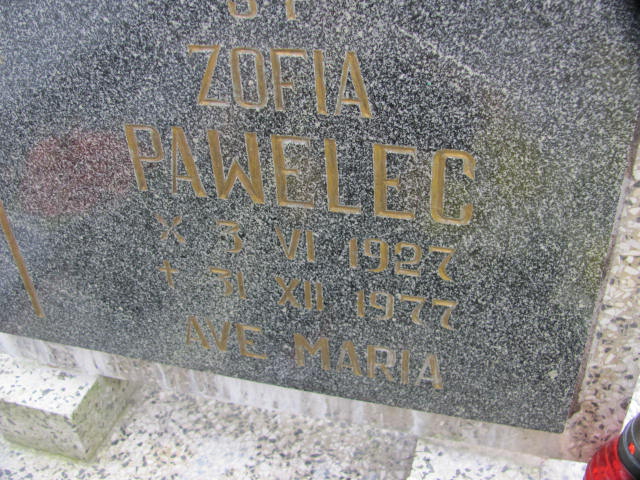 ZOFIA
PAWELEC
* 3 VI 1927
† 31 XII 1977
AVE MARIA